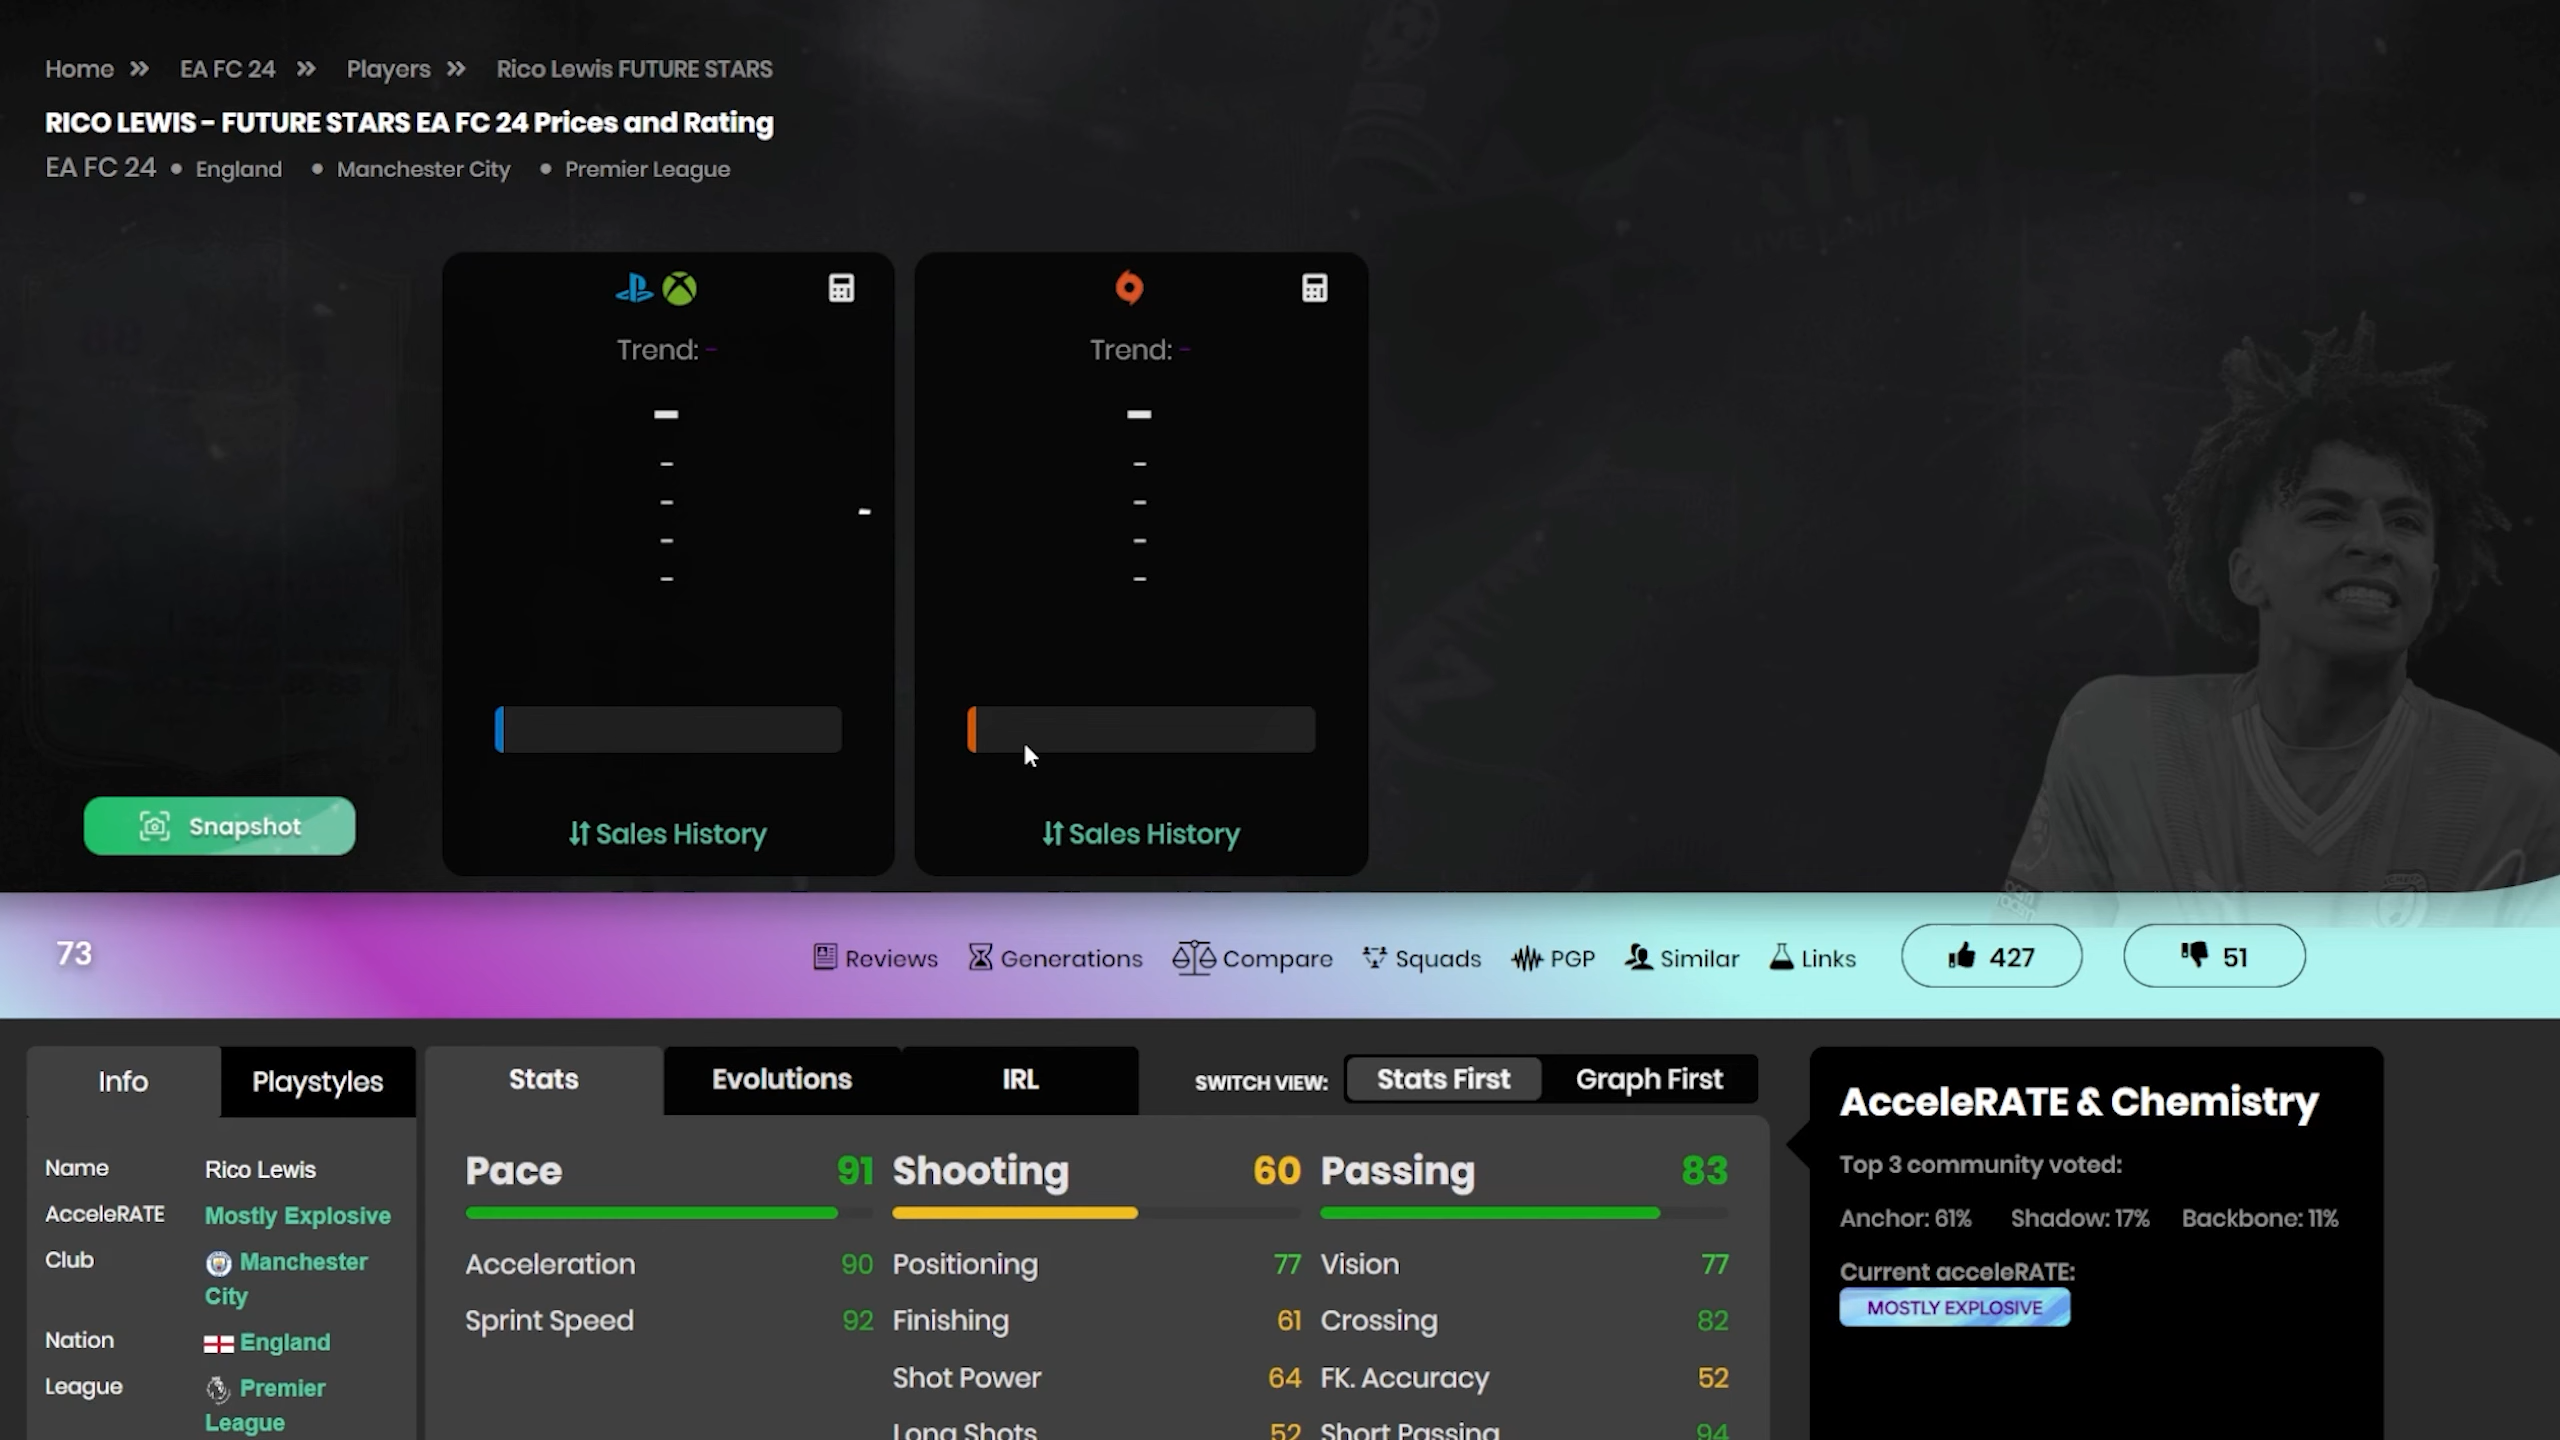 Home » EA FC 24 » Players » Rico Lewis FUTURE STARS
RICO LEWIS - FUTURE STARS EA FC 24 Prices and Rating
EA FC 24 • England • Manchester City • Premier League
88
Trend: -
-
-
-
-
-
-
Trend: -
-
-
-
-
-
Snapshot
Sales History
Sales History
73
Reviews
Generations
Compare
Squads
PGP
Similar
Links
427
51
Info
Playstyles
Name Rico Lewis
AcceleRATE Mostly Explosive
Club Manchester
City
Nation England
League Premier
League
Stats
Evolutions
IRL
SWITCH VIEW:
Stats First
Graph First
Pace 91
Acceleration 90
Sprint Speed 92
Shooting 60
Positioning 77
Finishing 61
Shot Power 64
Long Shots 52
Passing 83
Vision 77
Crossing 82
FK. Accuracy 52
Short Passing 94
AcceleRATE & Chemistry
Top 3 community voted:
Anchor: 61% Shadow: 17% Backbone: 11%
Current acceleRATE:
MOSTLY EXPLOSIVE